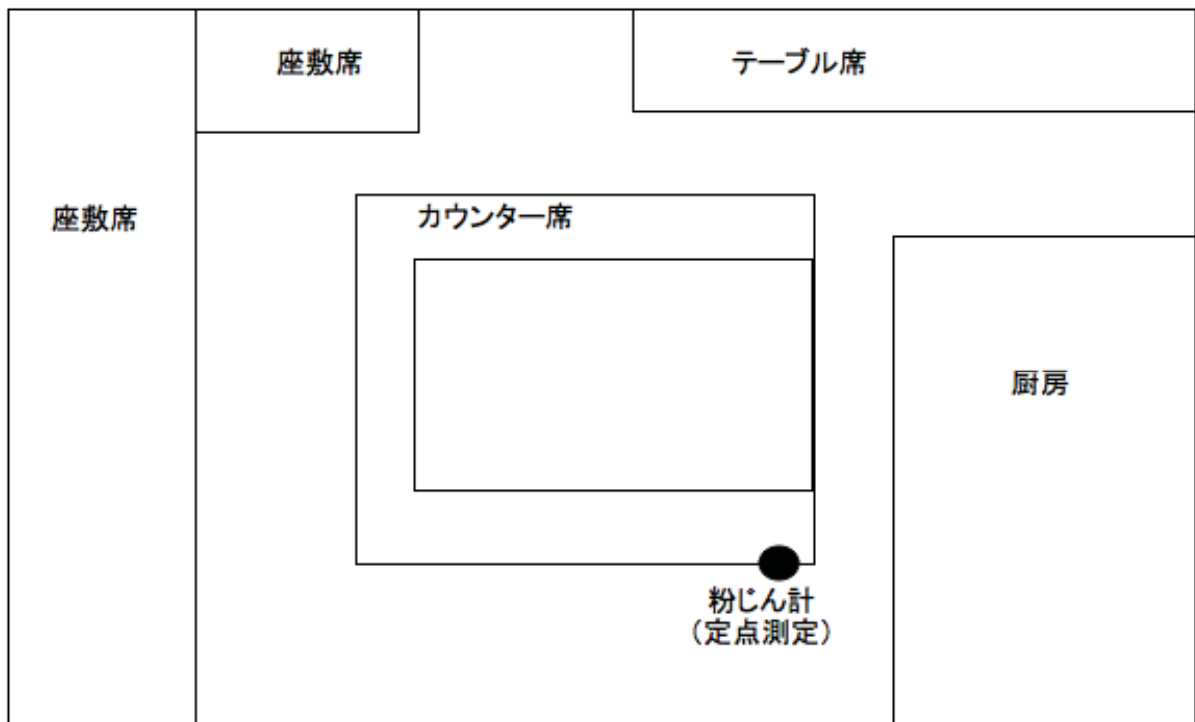 座敷席
テーブル席
座敷席
カウンター席
厨房
粉じん計
（定点測定）